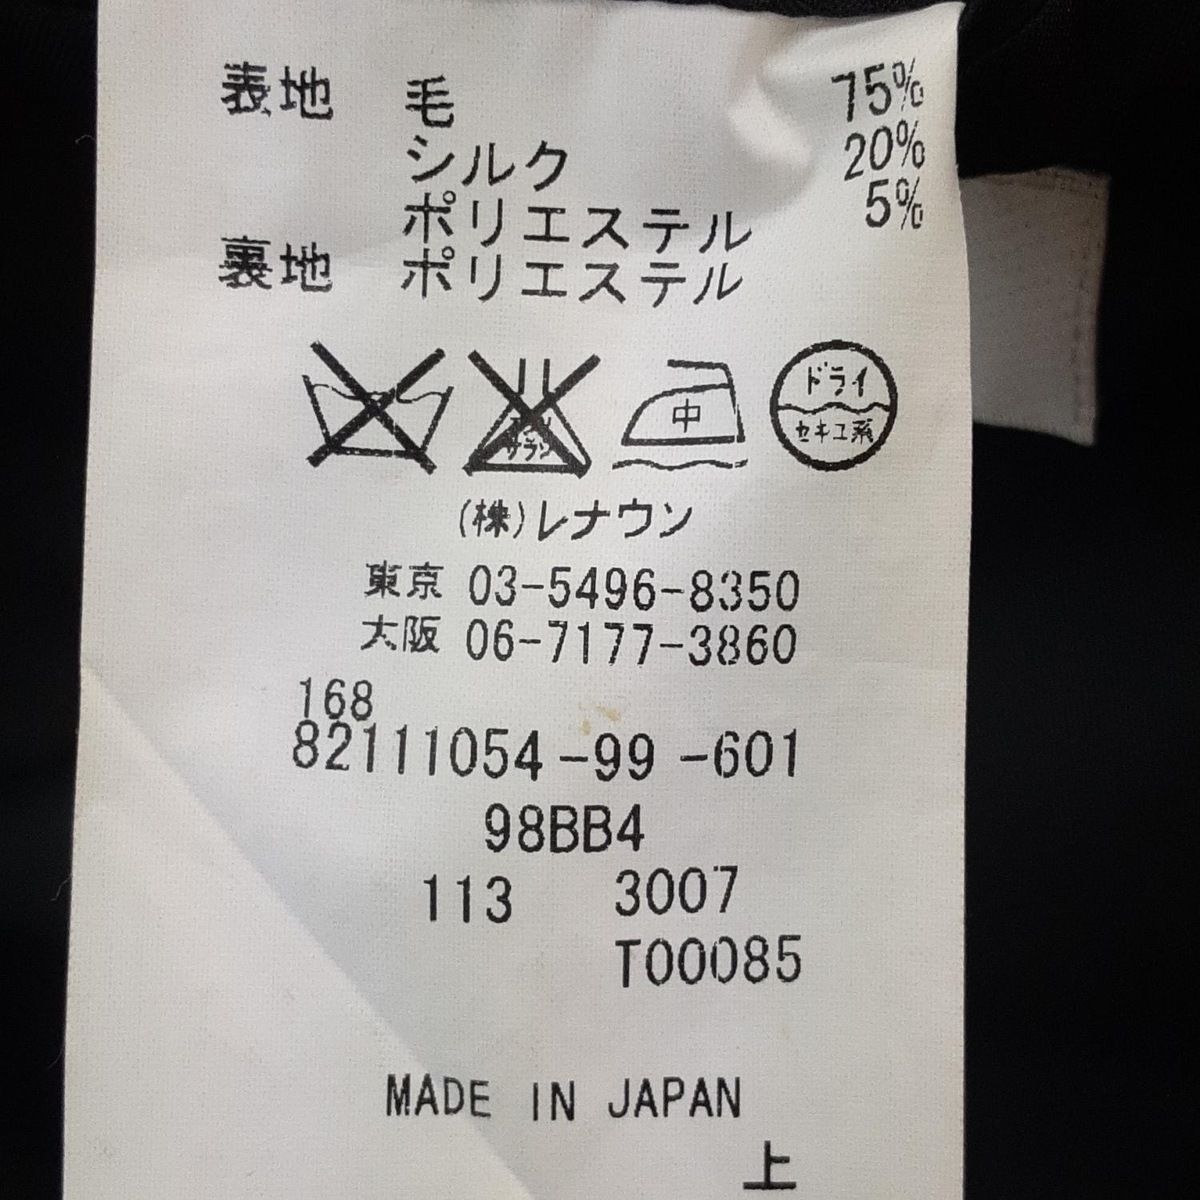 表地 毛 75%
シルク 20%
ポリエステル 5%
裏地 ポリエステル
中
ドライ
セキユ系
(株)レナウン
東京 03-5496-8350
大阪 06-7177-3860
168
82111054-99-601
98BB4
113 3007
T00085
MADE IN JAPAN
上